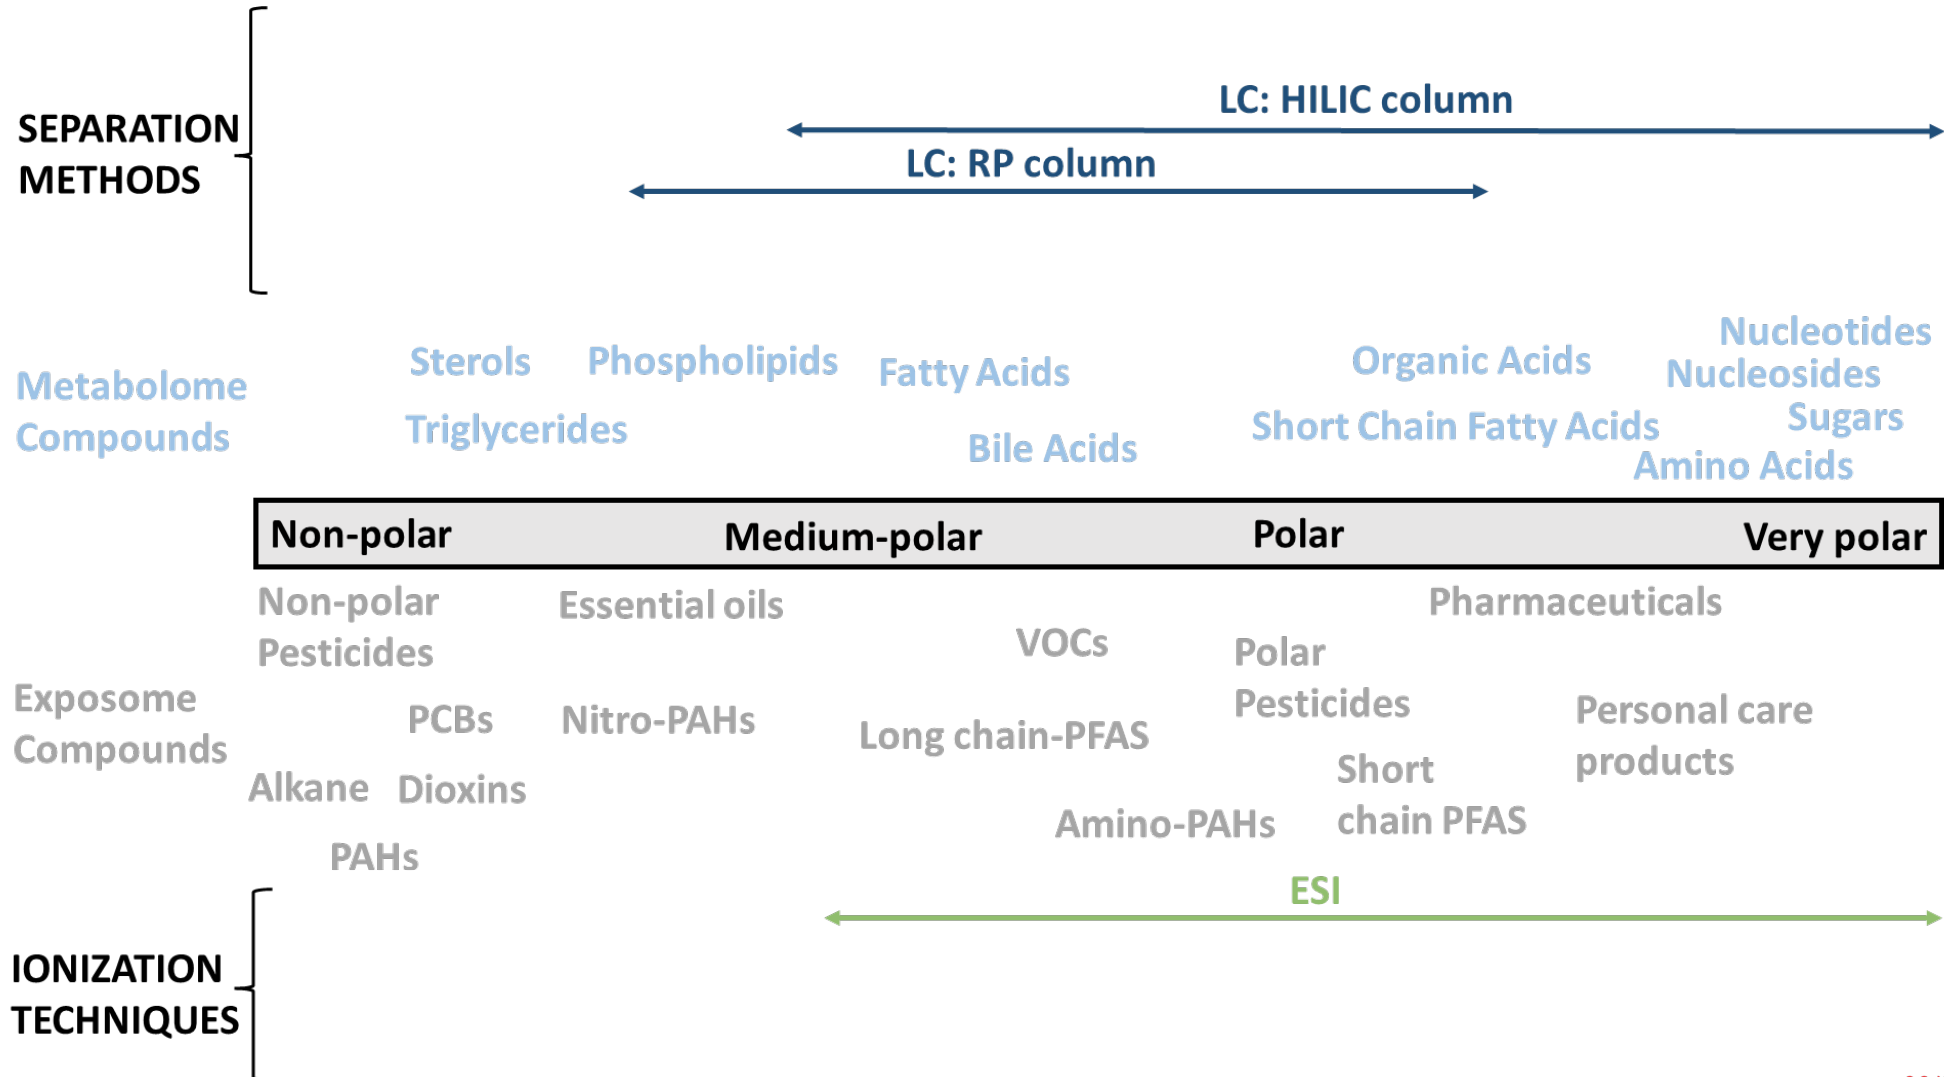 LC: HILIC column
SEPARATION
METHODS
LC: RP column
Nucleotides
Sterols
Phospholipids
Fatty Acids
Organic Acids
Nucleosides
Metabolome
Compounds
Triglycerides
Bile Acids
Short Chain Fatty Acids
Sugars
Amino Acids
Non-polar
Medium-polar
Polar
Very polar
Non-polar
Pesticides
Essential oils
VOCs
Polar
Pesticides
Pharmaceuticals
Exposome
Compounds
PCBs
Nitro-PAHs
Long chain-PFAS
Personal care
products
Alkane
Dioxins
Short
chain PFAS
Amino-PAHs
PAHs
ESI
IONIZATION
TECHNIQUES